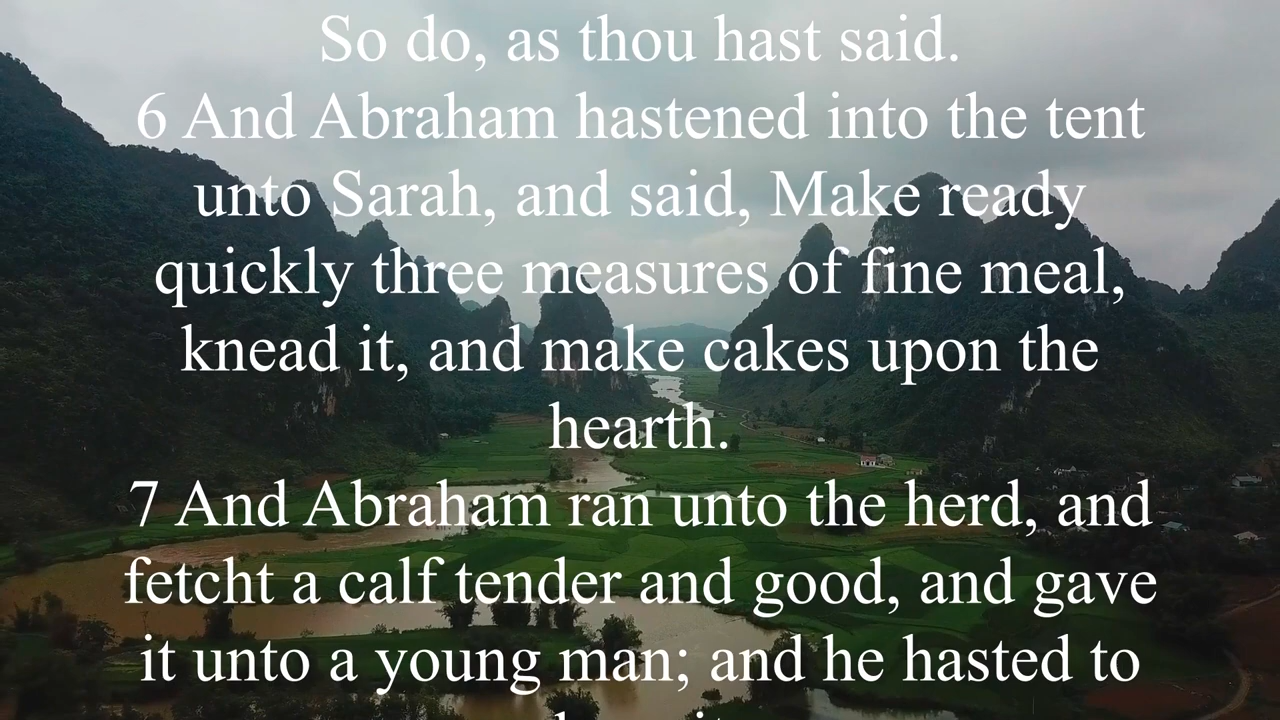 So do, as thou hast said.
6 And Abraham hastened into the tent
unto Sarah, and said, Make ready
quickly three measures of fine meal,
knead it, and make cakes upon the
hearth.
7 And Abraham ran unto the herd, and
fetcht a calf tender and good, and gave
it unto a young man; and he hasted to